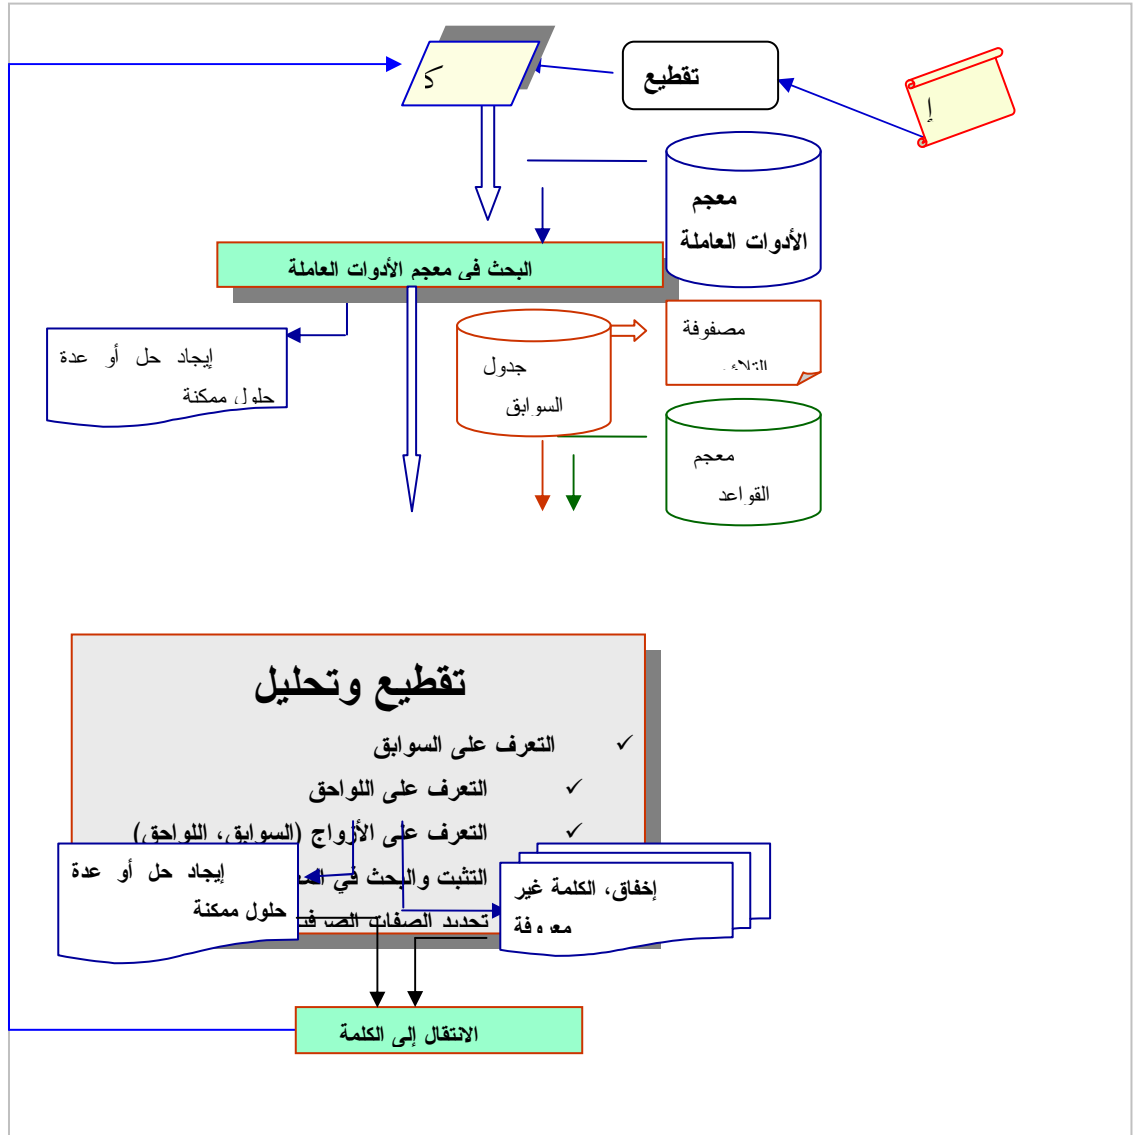 إ
تقطيع
ك
معجم
الأدوات العاملة
البحث في معجم الأدوات العاملة
مصفوفة
جدول
السوابق
إيجاد حل أو عدة
حلول ممكنة
معجم
القواعد
تقطيع وتحليل
✓ التعرف على السوابق
✓ التعرف على اللواحق
✓ التعرف على الأزواج (السوابق، اللواحق)
التثبت والبحث في
تحديد الصفات
إيجاد حل أو عدة
حلول ممكنة
إخفاق، الكلمة غير
معروفة
الانتقال إلى الكلمة